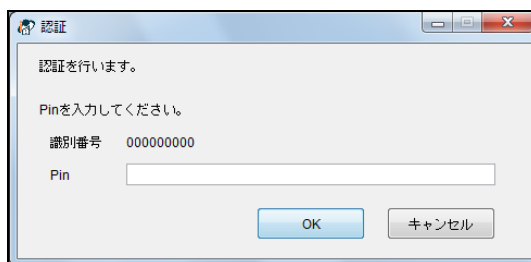 認証
認証を行います。
Pinを入力してください。
識別番号 000000000
Pin
OK キャンセル